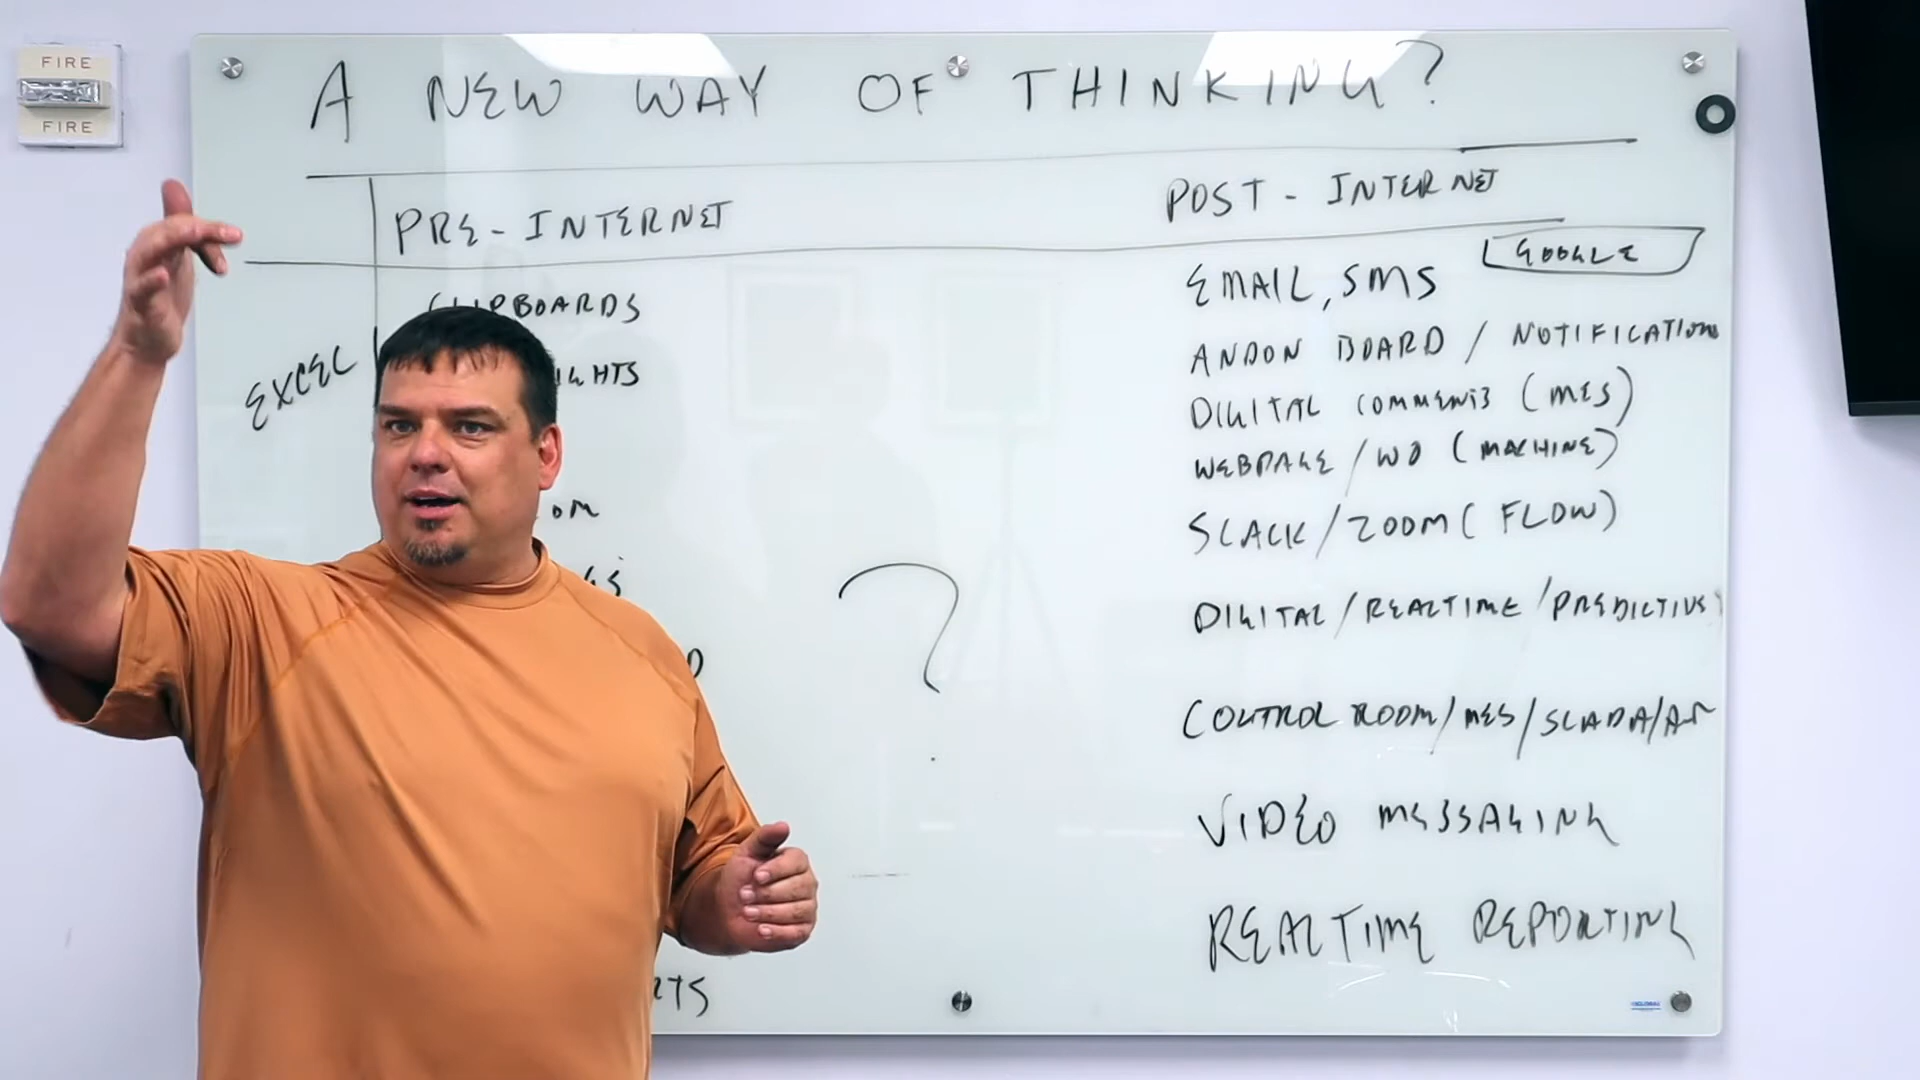 FIRE
FIRE
A NEW WAY OF THINKING?
PRE-INTERNET
POST-INTERNET
GOOGLE
CLIPBOARDS
EXCEL
EMAIL, SMS
ANDON BOARD / NOTIFICATIONS
DIGITAL COMMENTS (MES)
WEBPAGE / WO (MACHINE)
SLACK / ZOOM (FLOW)
?
DIGITAL / REALTIME / PREDICTIVE
CONTROL ROOM / MES / SCADA /
VIDEO MESSAGING
REALTIME REPORTING